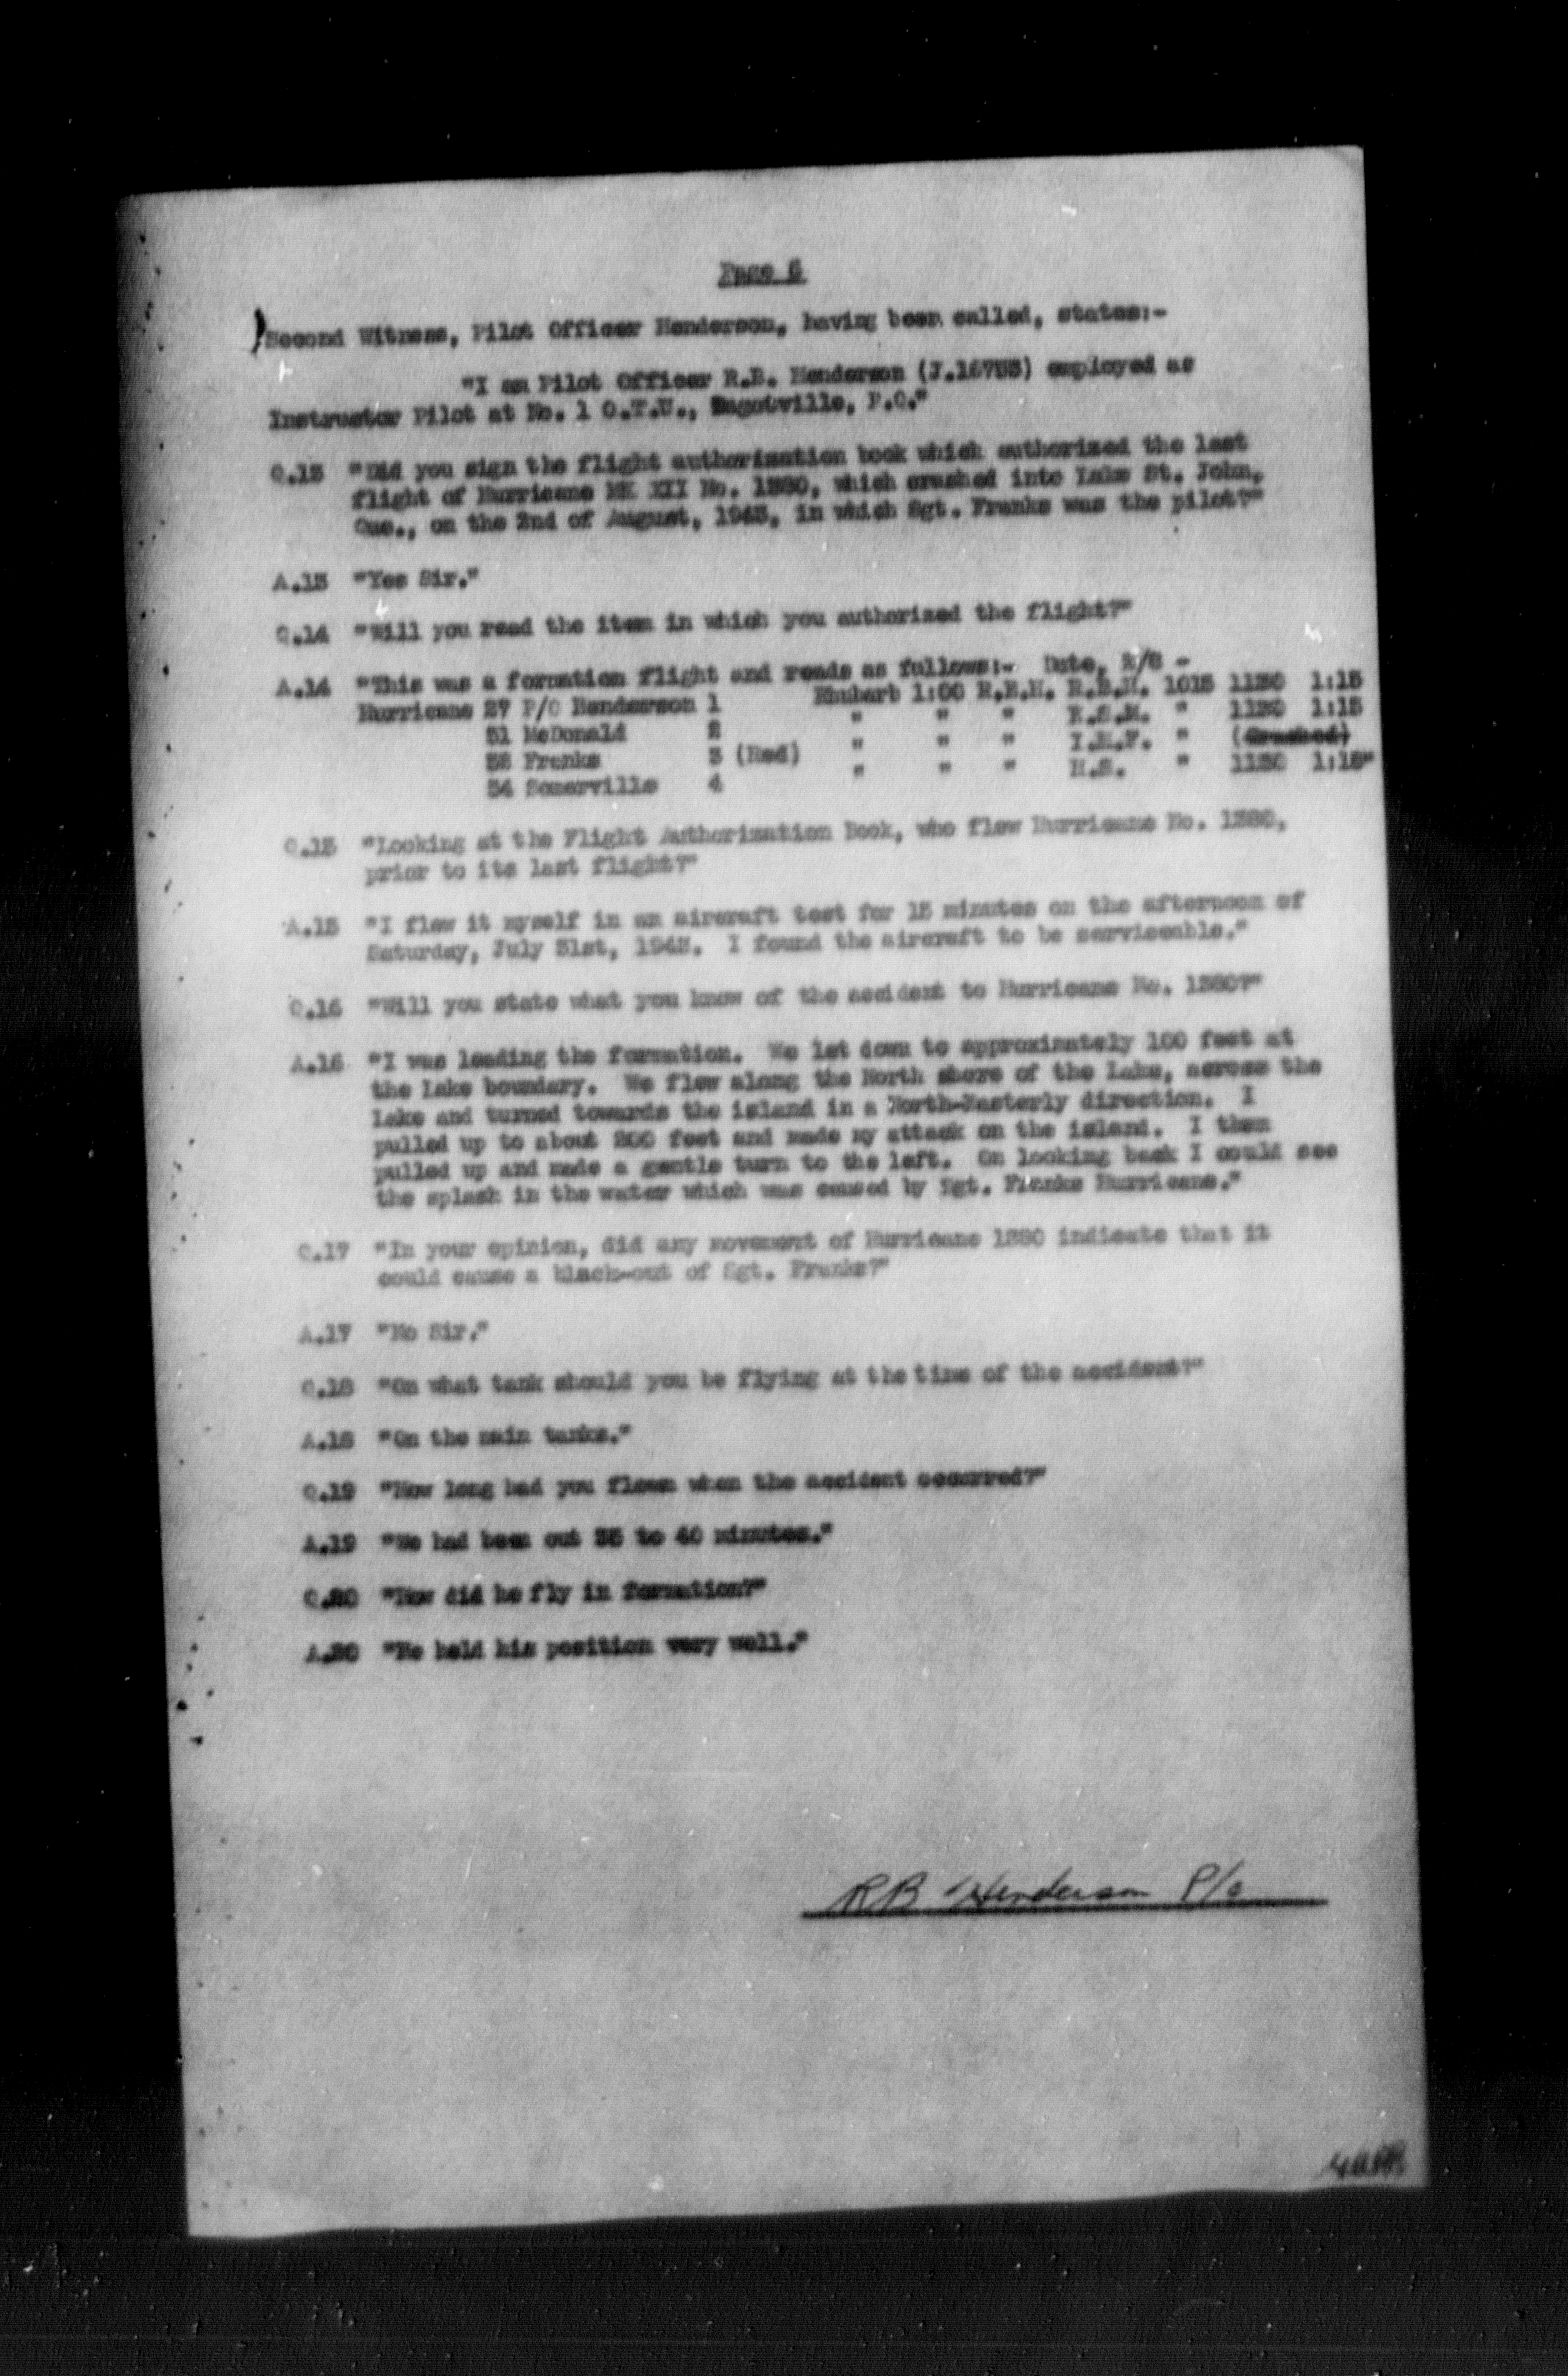 Page 6
Second Witness, Pilot Officer Henderson, having been called, states:-
"I am Pilot Officer R.B. Henderson employed as
Instructor Pilot at No. 1 O.T.U., Bagotville, P.Q."
Q.13 "Did you sign the flight authorization book which authorized the last
flight of Hurricane MK XII No. 1380, which crashed into Lake St. John,
Que., on the 2nd of August, 1943, in which Sgt. Franks was the pilot?"
A.13 "Yes Sir."
Q.14 "Will you read the item in which you authorized the flight?"
A.14 "This was a formation flight and reads as follows:- Date, 2/8 -
Hurricane 27 P/O Henderson 1 Rhubarb 1:00 R.B.H. R.B.H. 1015 1130 1:15
31 McDonald 2 " " " " 1130 1:15
Franks 3 (Red) " " " " (Crashed)
34 Somerville 4 " " " H.S. " 1130 1:15"
Q.15 "Looking at the Flight Authorization Book, who flew Hurricane No. 1380,
prior to its last flight?"
A.15 "I flew it myself in an aircraft test for 15 minutes on the afternoon of
Saturday, July 31st, 1943. I found the aircraft to be serviceable."
Q.16 "Will you state what you know of the accident to Hurricane No. 1380?"
A.16 "I was leading the formation. We let down to approximately 100 feet at
the Lake boundary. We flew along the North shore of the Lake, across the
Lake and turned towards the island in a North-Easterly direction. I
pulled up to about 200 feet and made my attack on the island. I then
pulled up and made a gentle turn to the left. On looking back I could see
the splash in the water which was caused by Sgt. Franks Hurricane."
Q.17 "In your opinion, did any movement of Hurricane 1380 indicate that it
could cause a black-out of Sgt. Franks?"
A.17 "No Sir."
Q.18 "On what tank should you be flying at the time of the accident?"
A.18 "On the main tanks."
Q.19 "How long had you flown when the accident occurred?"
A.19 "We had been out 35 to 40 minutes."
Q.20 "How did he fly in formation?"
A.20 "He held his position very well."
RB Henderson P/o